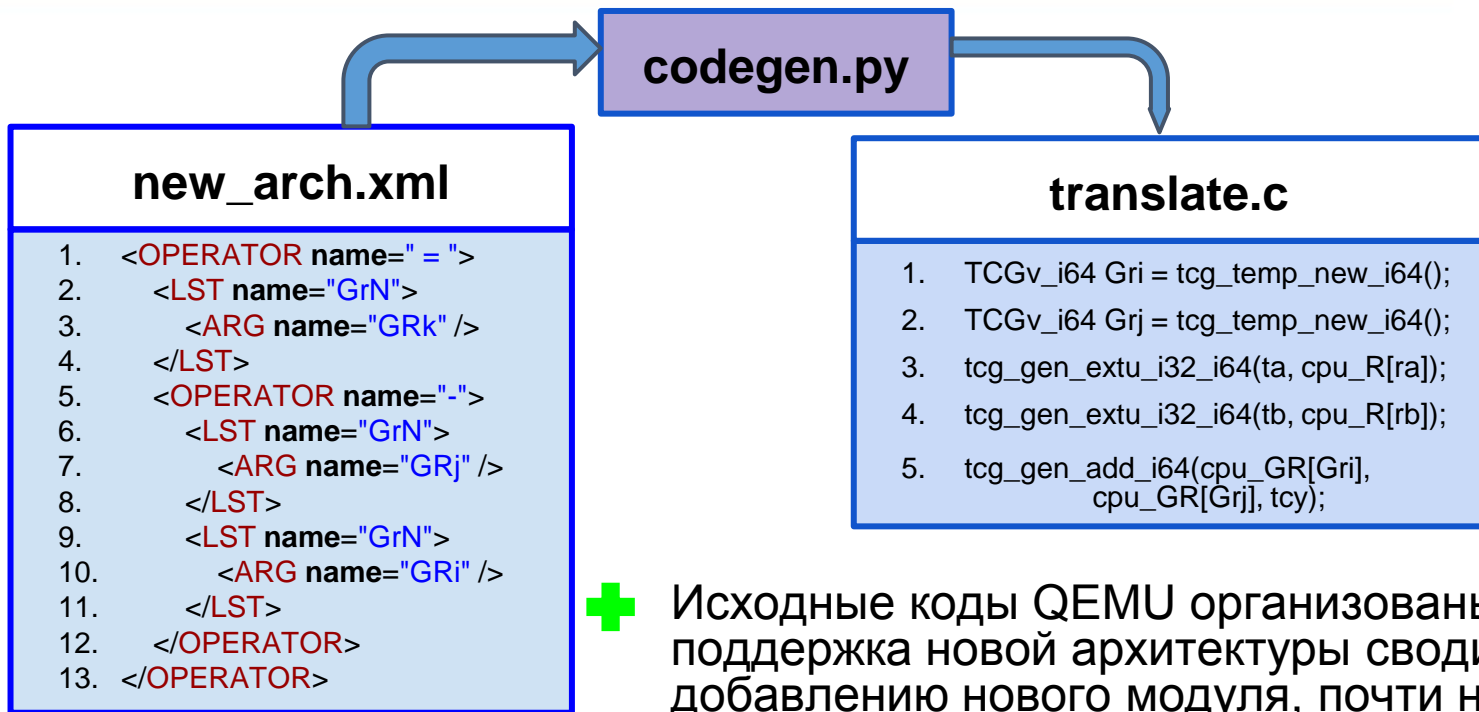 codegen.py
new_arch.xml
1. <OPERATOR name=" = ">
2. <LST name="GrN">
3. <ARG name="GRk" />
4. </LST>
5. <OPERATOR name="-">
6. <LST name="GrN">
7. <ARG name="GRj" />
8. </LST>
9. <LST name="GrN">
10. <ARG name="GRi" />
11. </LST>
12. </OPERATOR>
13. </OPERATOR>
translate.c
1. TCGv_i64 Gri = tcg_temp_new_i64();
2. TCGv_i64 Grj = tcg_temp_new_i64();
3. tcg_gen_extu_i32_i64(ta, cpu_R[ra]);
4. tcg_gen_extu_i32_i64(tb, cpu_R[rb]);
5. tcg_gen_add_i64(cpu_GR[Gri],
cpu_GR[Grj], tcy);
Исходные коды QEMU организованы
поддержка новой архитектуры
добавлению нового модуля, почти